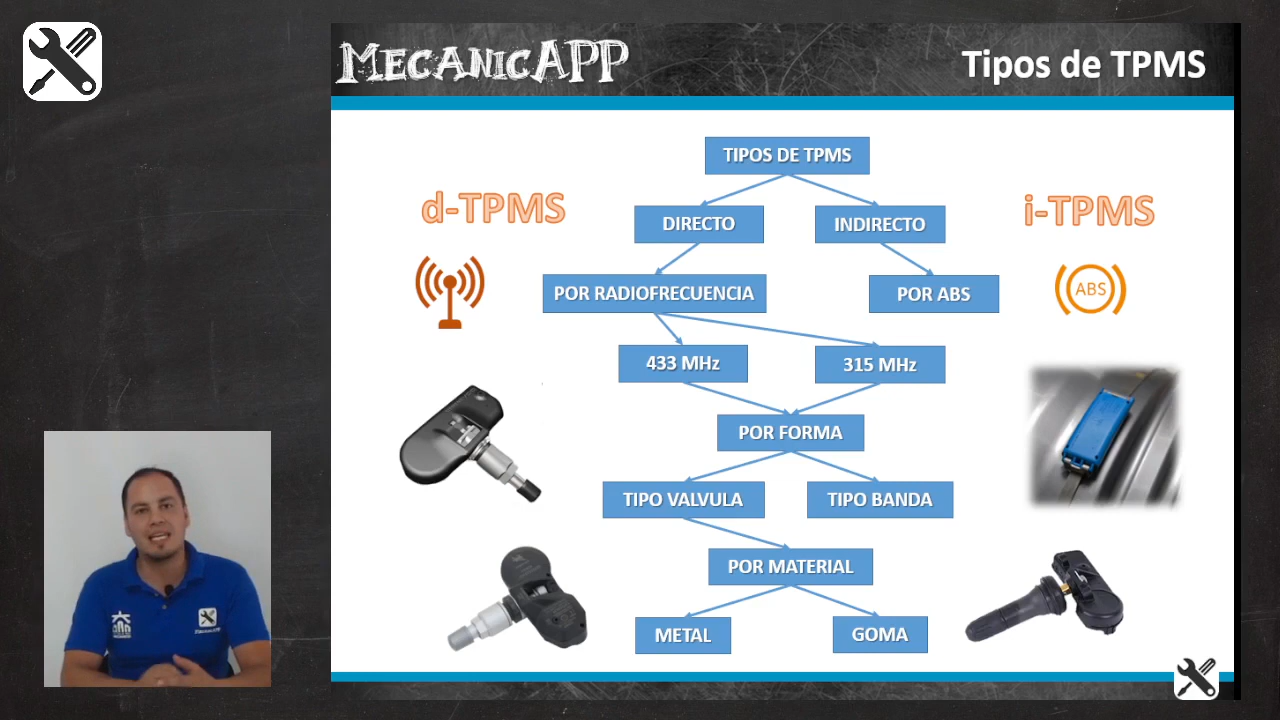 MECANICAPP
Tipos de TPMS
TIPOS DE TPMS
d-TPMS
i-TPMS
DIRECTO
INDIRECTO
POR RADIOFRECUENCIA
POR ABS
ABS
433 MHz
315 MHz
POR FORMA
TIPO VALVULA
TIPO BANDA
POR MATERIAL
METAL
GOMA